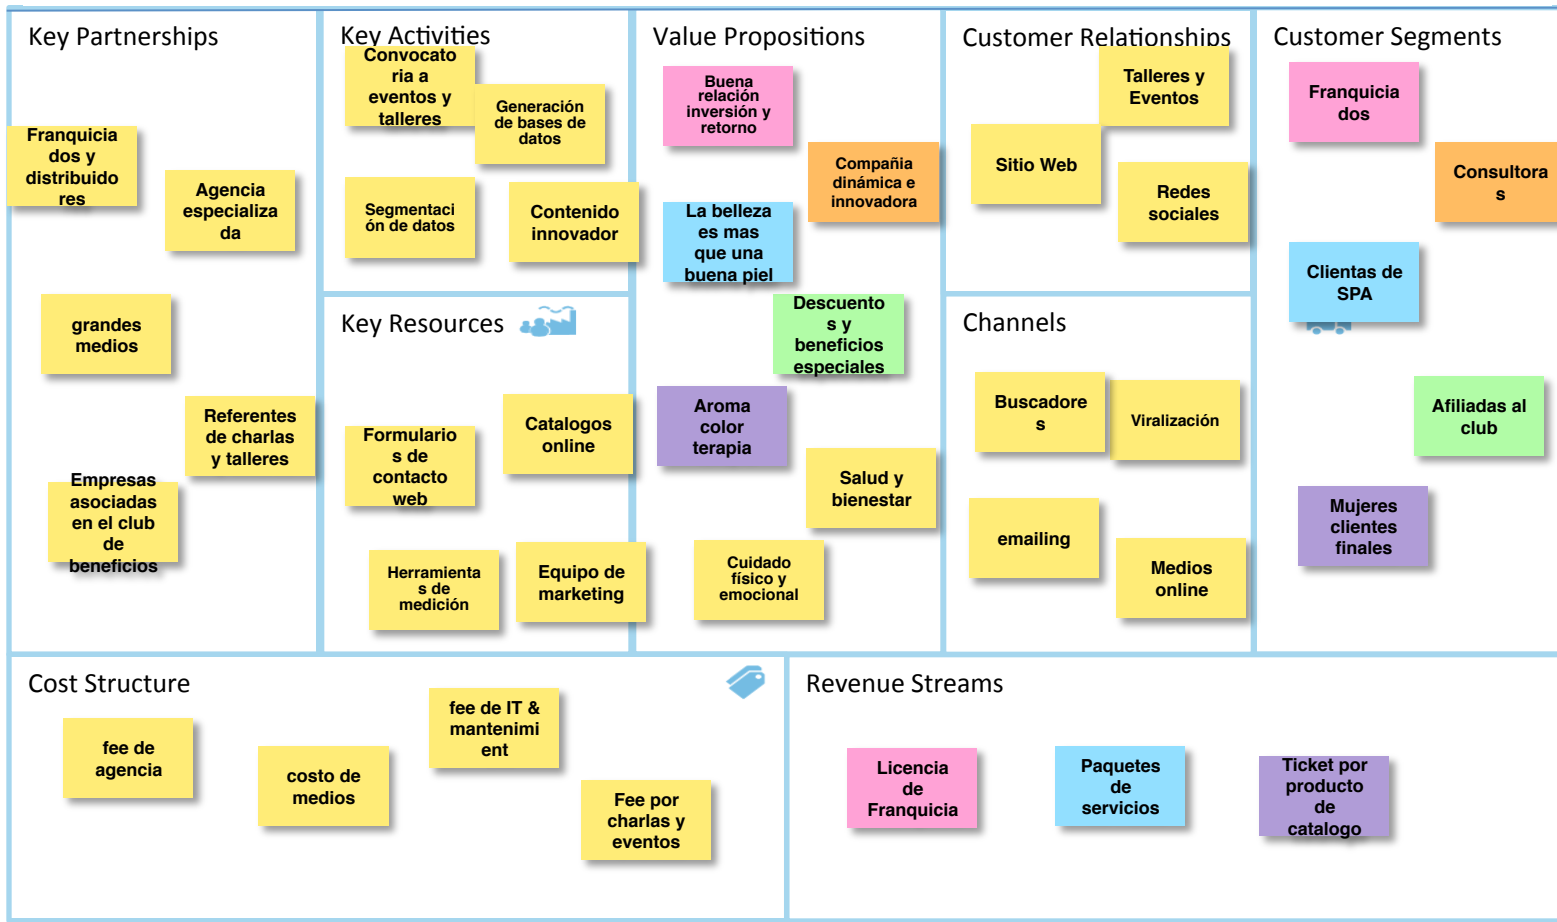 Key Partnerships
Franquicia
dos y
distribuido
res
Agencia
especializa
da
grandes
medios
Referentes
de charlas
y talleres
Empresas
asociadas
en el club
de
beneficios
Key Activities
Convocato
ria a
eventos y
talleres
Generación
de bases de
datos
Segmentaci
ón de datos
Contenido
innovador
Key Resources
Catalogos
online
Formulario
s de
contacto
web
Herramienta
s de
medición
Equipo de
marketing
Value Propositions
Buena
relación
inversión y
retorno
Compañia
dinámica e
innovadora
La belleza
es mas
que una
buena piel
Descuento
s y
beneficios
especiales
Aroma
color
terapia
Salud y
bienestar
Cuidado
físico y
emocional
Customer Relationships
Talleres y
Eventos
Sitio Web
Redes
sociales
Channels
Buscadore
s
Viralización
emailing
Medios
online
Customer Segments
Franquicia
dos
Consultora
s
Clientas de
SPA
Afiliadas al
club
Mujeres
clientes
finales
Cost Structure
fee de
agencia
costo de
medios
fee de IT &
mantenimi
ent
Fee por
charlas y
eventos
Revenue Streams
Licencia
de
Franquicia
Paquetes
de
servicios
Ticket por
producto
de
catalogo